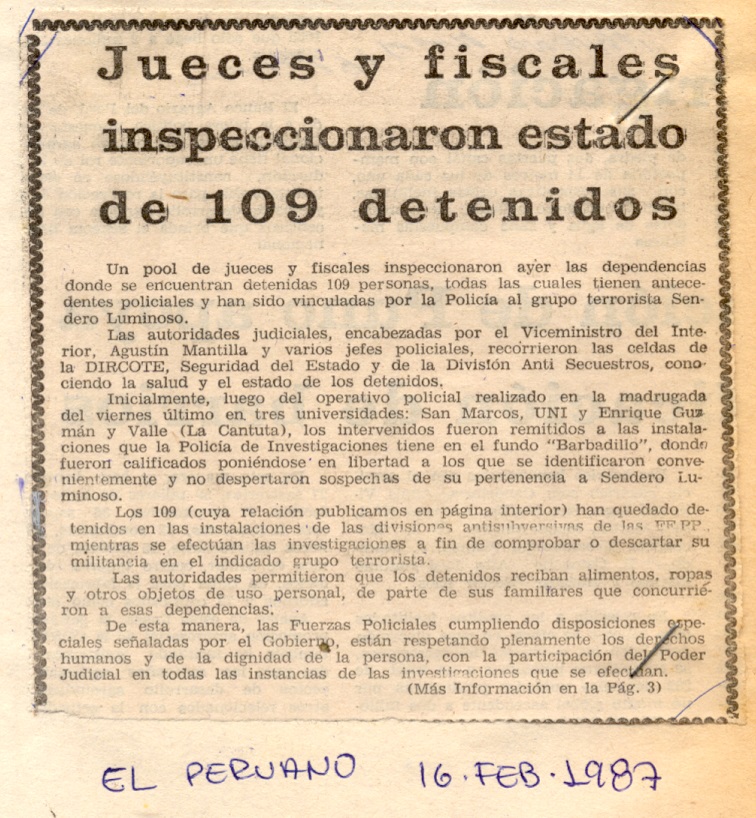 Jueces y fiscales
inspeccionaron estado
de 109 detenidos
Un pool de jueces y fiscales inspeccionaron ayer las dependencias
donde se encuentran detenidas 109 personas, todas las cuales tienen antece-
dentes policiales y han sido vinculadas por la Policía al grupo terrorista Sen-
dero Luminoso.
Las autoridades judiciales, encabezadas por el Viceministro del Inte-
rior, Agustín Mantilla y varios jefes policiales, recorrieron las celdas de
la DIRCOTE, Seguridad del Estado y de la División Anti Secuestros, cono-
ciendo la salud y el estado de los detenidos.
Inicialmente, luego del operativo policial realizado en la madrugada
del viernes último en tres universidades: San Marcos, UNI y Enrique Guz
mán y Valle (La Cantuta), los intervenidos fueron remitidos a las instala-
ciones que la Policía de Investigaciones tiene en el fundo "Barbadillo", donde
fueron calificados poniéndose en libertad a los que se identificaron conve-
nientemente y no despertaron sospechas de su pertenencia a Sendero Lu-
minoso.
Los 109 (cuya relación publicamos en página interior) han quedado de-
tenidos en las instalaciones de las divisiones antisubversivas de las FF.PP.
mientras se efectúan las investigaciones a fin de comprobar o descartar su
militancia en el indicado grupo terrorista.
Las autoridades permitieron que los detenidos reciban alimentos, ropas
y otros objetos de uso personal, de parte de sus familiares que concurrié-
ron a esas dependencias.
De esta manera, las Fuerzas Policiales cumpliendo disposiciones espe-
ciales señaladas por el Gobierno, están respetando plenamente los derechos
humanos y de la dignidad de la persona, con la participación del Poder
Judicial en todas las instancias de las investigaciones que se efectúan.
(Más Información en la Pág. 3)
EL PERUANO 16.FEB.1987